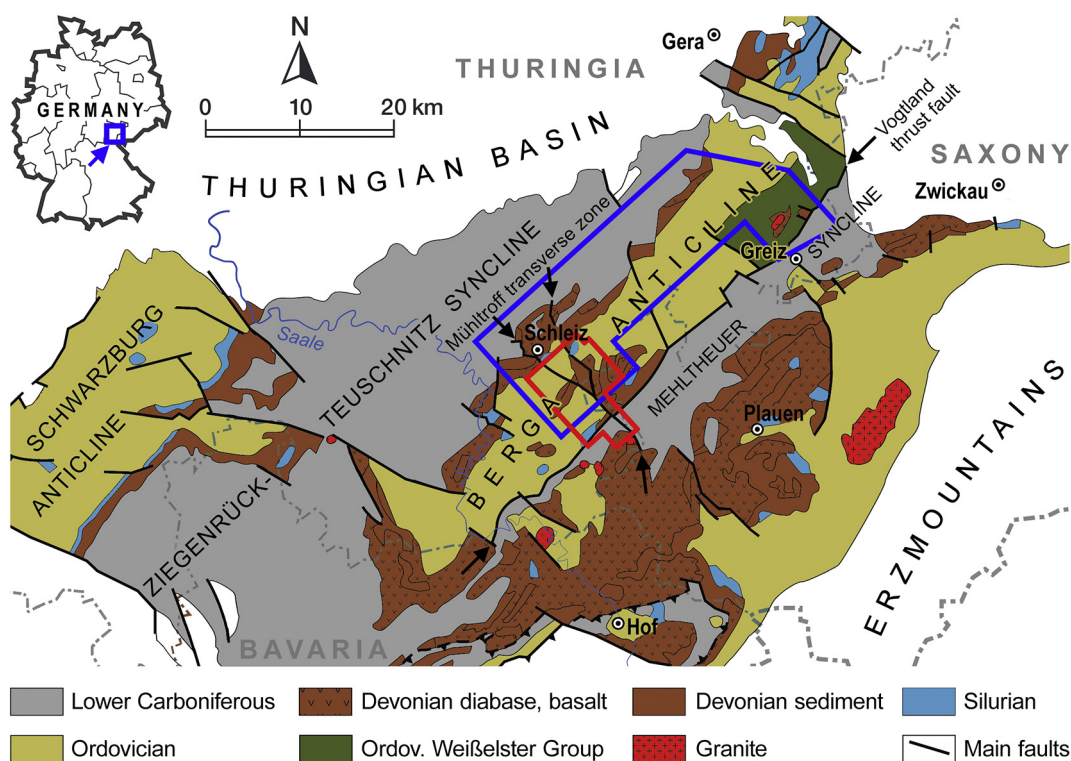 GERMANY
N
0 10 20 km
Gera
THURINGIA
THURINGIAN BASIN
Vogtland
thrust fault
SAXONY
Zwickau
SYNCLINE
Greiz
Mühltroff transverse zone
TEUSCHNITZ SYNCLINE
BERGA ANTICLINE
Schleiz
Saale
SCHWARZBURG
ANTICLINE
MEHLTHEUER
Plauen
ZIEGENRÜCK-
ERZMOUNTAINS
BAVARIA
Hof
Lower Carboniferous
Devonian diabase, basalt
Devonian sediment
Silurian
Ordovician
Ordov. Weißelster Group
Granite
Main faults